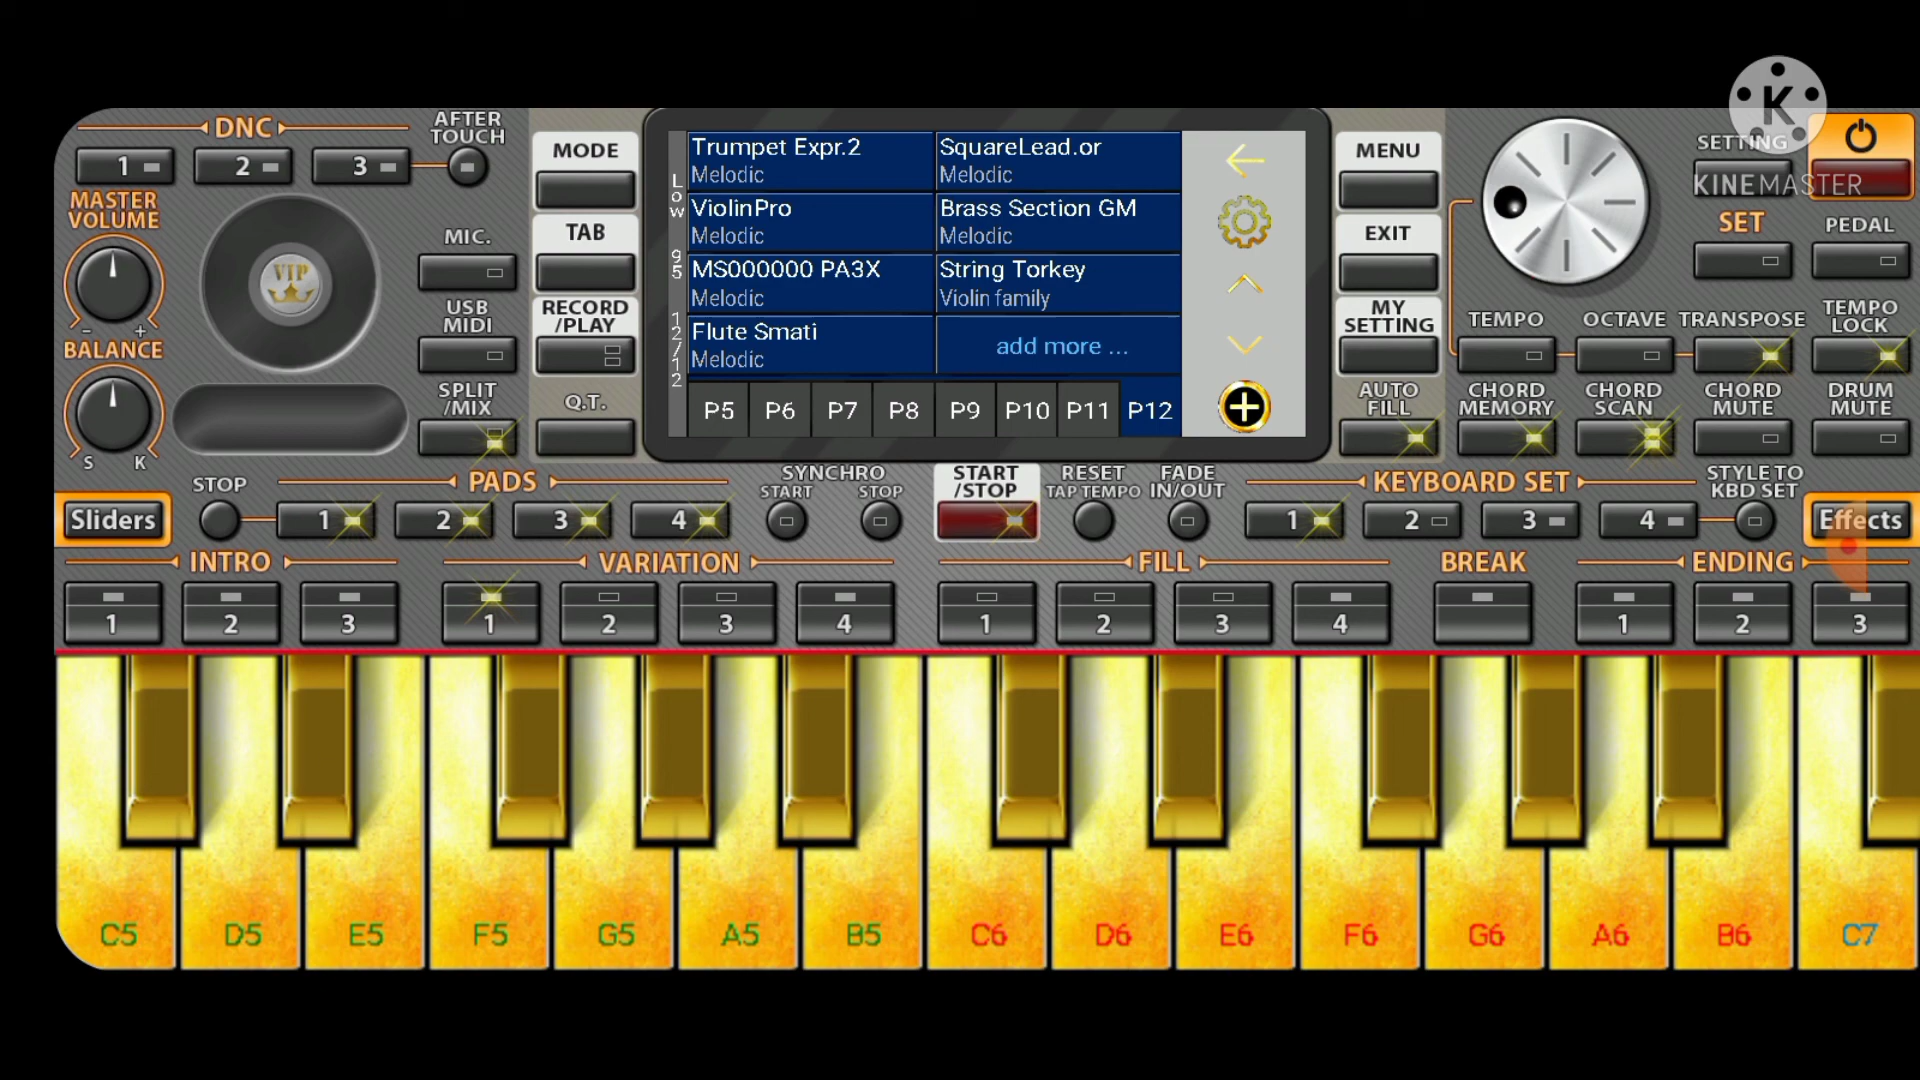 DNC
AFTER
TOUCH
1
2
3
MASTER
VOLUME
- +
BALANCE
S K
VIP
MIC.
USB
MIDI
SPLIT
/MIX
MODE
TAB
RECORD
/PLAY
Q.T.
Low
95
12/12
Trumpet Expr.2
Melodic
SquareLead.or
Melodic
ViolinPro
Melodic
Brass Section GM
Melodic
MS000000 PA3X
Melodic
String Torkey
Violin family
Flute Smati
Melodic
add more ...
P5 P6 P7 P8 P9 P10 P11 P12
MENU
EXIT
MY
SETTING
AUTO
FILL
K
SETTING
KINEMASTER
SET
PEDAL
TEMPO
OCTAVE
TRANSPOSE
TEMPO
LOCK
CHORD
MEMORY
CHORD
SCAN
CHORD
MUTE
DRUM
MUTE
Sliders
STOP
PADS
1 2 3 4
SYNCHRO
START STOP
START
/STOP
RESET
TAP TEMPO
FADE
IN/OUT
KEYBOARD SET
1 2 3 4
STYLE TO
KBD SET
Effects
INTRO
1 2 3
VARIATION
1 2 3 4
FILL
1 2 3 4
BREAK
ENDING
1 2 3
C5 D5 E5 F5 G5 A5 B5 C6 D6 E6 F6 G6 A6 B6 C7